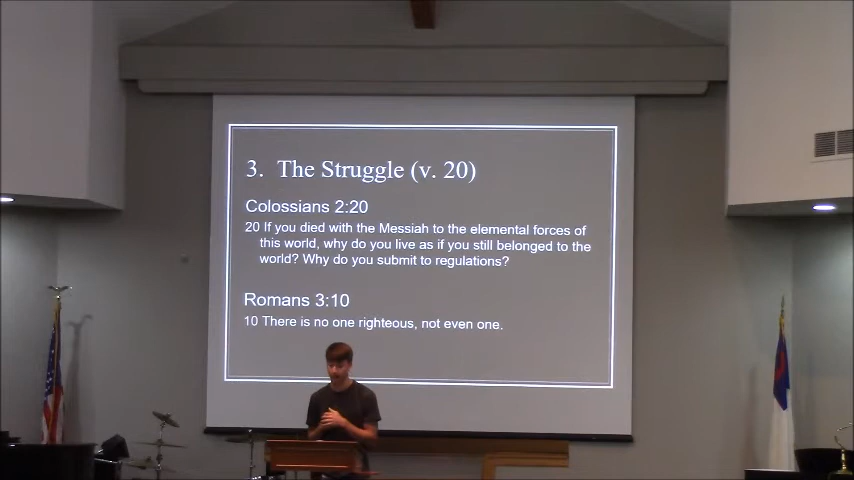 3. The Struggle (v. 20)
Colossians 2:20
20 If you died with the Messiah to the elemental forces of
this world, why do you live as if you still belonged to the
world? Why do you submit to regulations?
Romans 3:10
10 There is no one righteous, not even one.